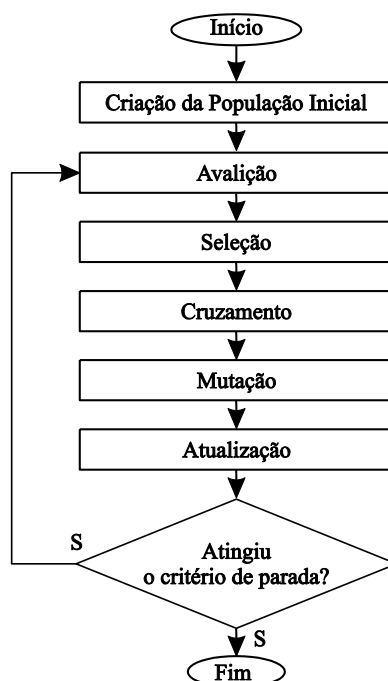 Início
Criação da População Inicial
Avalição
Seleção
Cruzamento
Mutação
Atualização
S
Atingiu
o critério de parada?
S
Fim